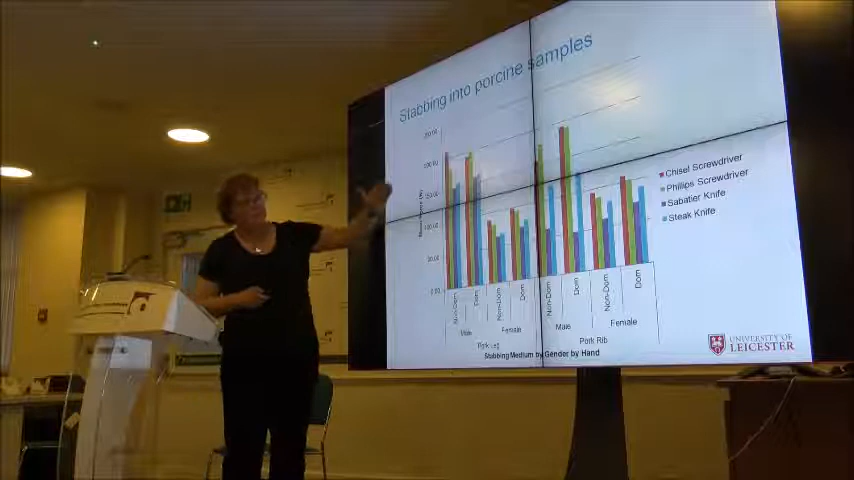 Stabbing into porcine samples
Chisel Screwdriver
Phillips Screwdriver
Sabatier Knife
Steak Knife
Non-Dom
Dom
Non-Dom
Dom
Non-Dom
Dom
Non-Dom
Dom
Male
Female
Male
Female
Pork Leg
Pork Rib
Stabbing Medium by Gender by Hand
UNIVERSITY OF
LEICESTER